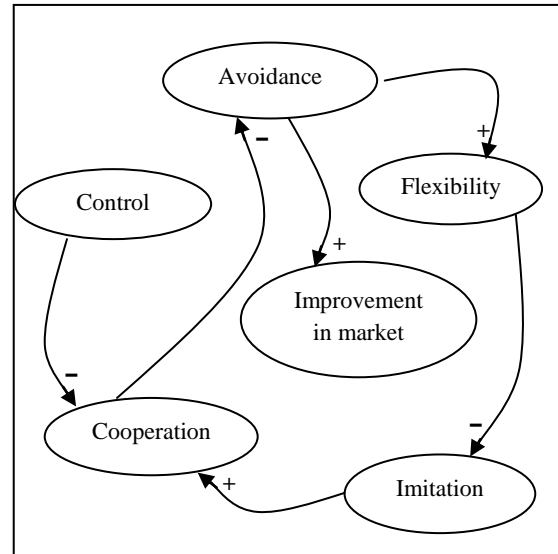 Avoidance
-
+
Flexibility
Control
+
Improvement
in market
-
-
Cooperation
+
Imitation